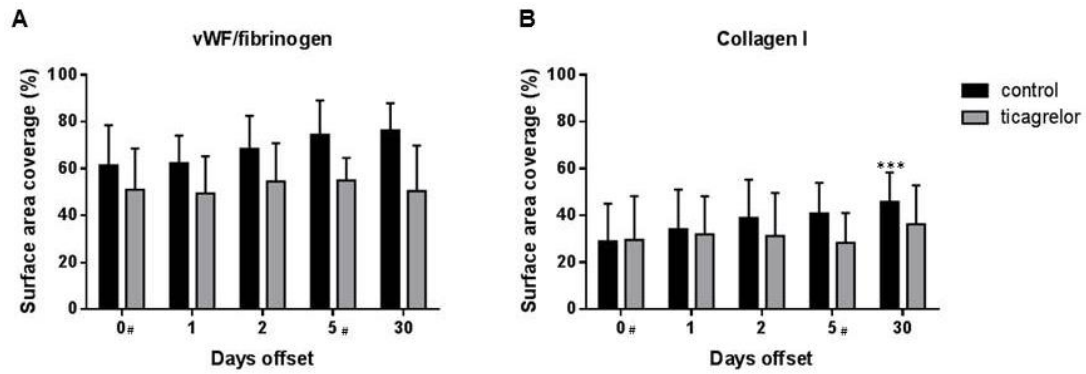 A
vWF/fibrinogen
Surface area coverage (%)
100
80
60
40
20
0
0# 1 2 5# 30
Days offset
B
Collagen I
Surface area coverage (%)
100
80
60
40
20
0
***
0# 1 2 5# 30
Days offset
control
ticagrelor